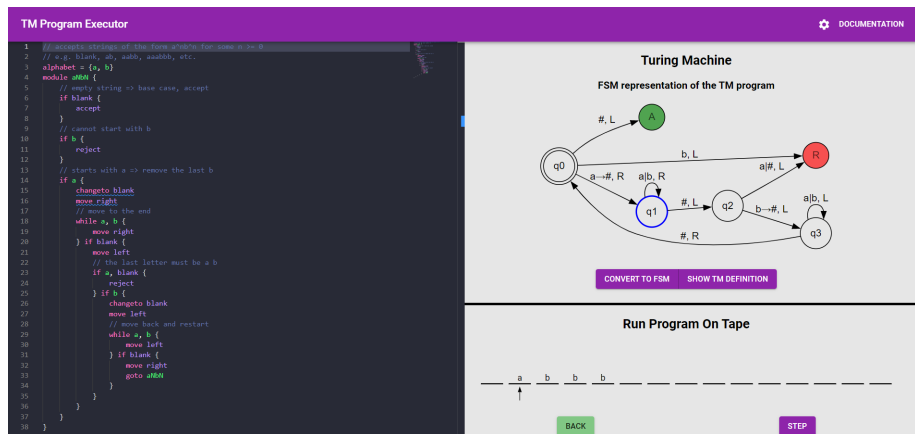 TM Program Executor
DOCUMENTATION
1 // accepts strings of the form a^nb^n for some n >= 0
2 // e.g. blank, ab, aabb, aaabbb, etc.
3 alphabet = {a, b}
4 module aNbN {
5 // empty string => base case, accept
6 if blank {
7 accept
8 }
9 // cannot start with b
10 if b {
11 reject
12 }
13 // starts with a => remove the last b
14 if a {
15 changeto blank
16 move right
17 // move to the end
18 while a, b {
19 move right
20 } if blank {
21 move left
22 // the last letter must be a b
23 if a, blank {
24 reject
25 } if b {
26 changeto blank
27 move left
28 // move back and restart
29 while a, b {
30 move left
31 } if blank {
32 move right
33 goto aNbN
34 }
35 }
36 }
37 }
38 }
Turing Machine
FSM representation of the TM program
#, L
A
b, L
R
q0
a→#, R
a|b, R
a|#, L
q1
#, L
q2
b→#, L
a|b, L
q3
#, R
CONVERT TO FSM
SHOW TM DEFINITION
Run Program On Tape
a b b b
BACK
STEP